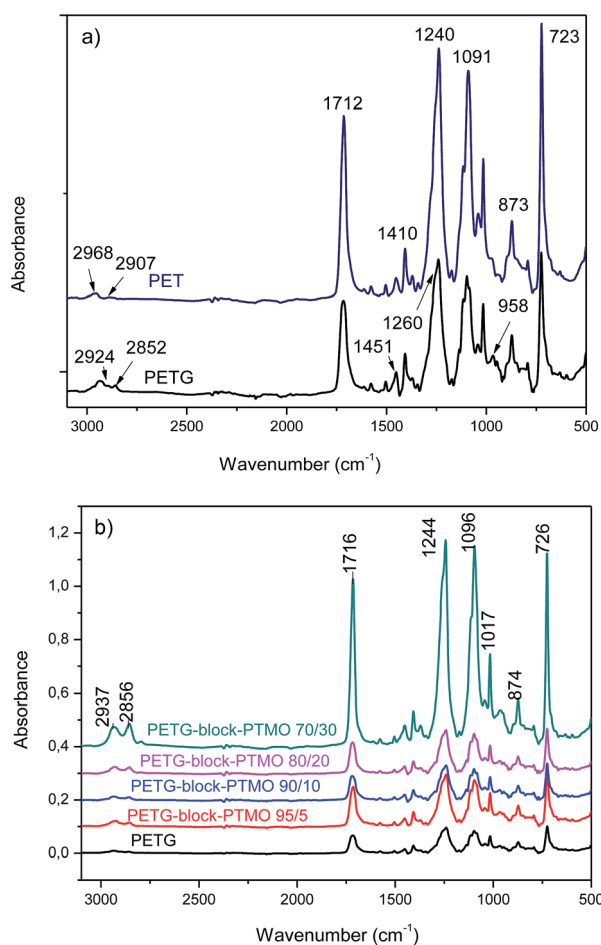 a)
1240
1091
723
1712
1410
873
2968
2907
PET
1260
958
2924
2852
1451
PETG
Absorbance
3000 2500 2000 1500 1000 500
Wavenumber (cm-1)
b)
1,2
1,0
0,8
0,6
0,4
0,2
0,0
1716
1244
1096
726
1017
874
2937
2856
PETG-block-PTMO 70/30
PETG-block-PTMO 80/20
PETG-block-PTMO 90/10
PETG-block-PTMO 95/5
PETG
Absorbance
3000 2500 2000 1500 1000 500
Wavenumber (cm-1)